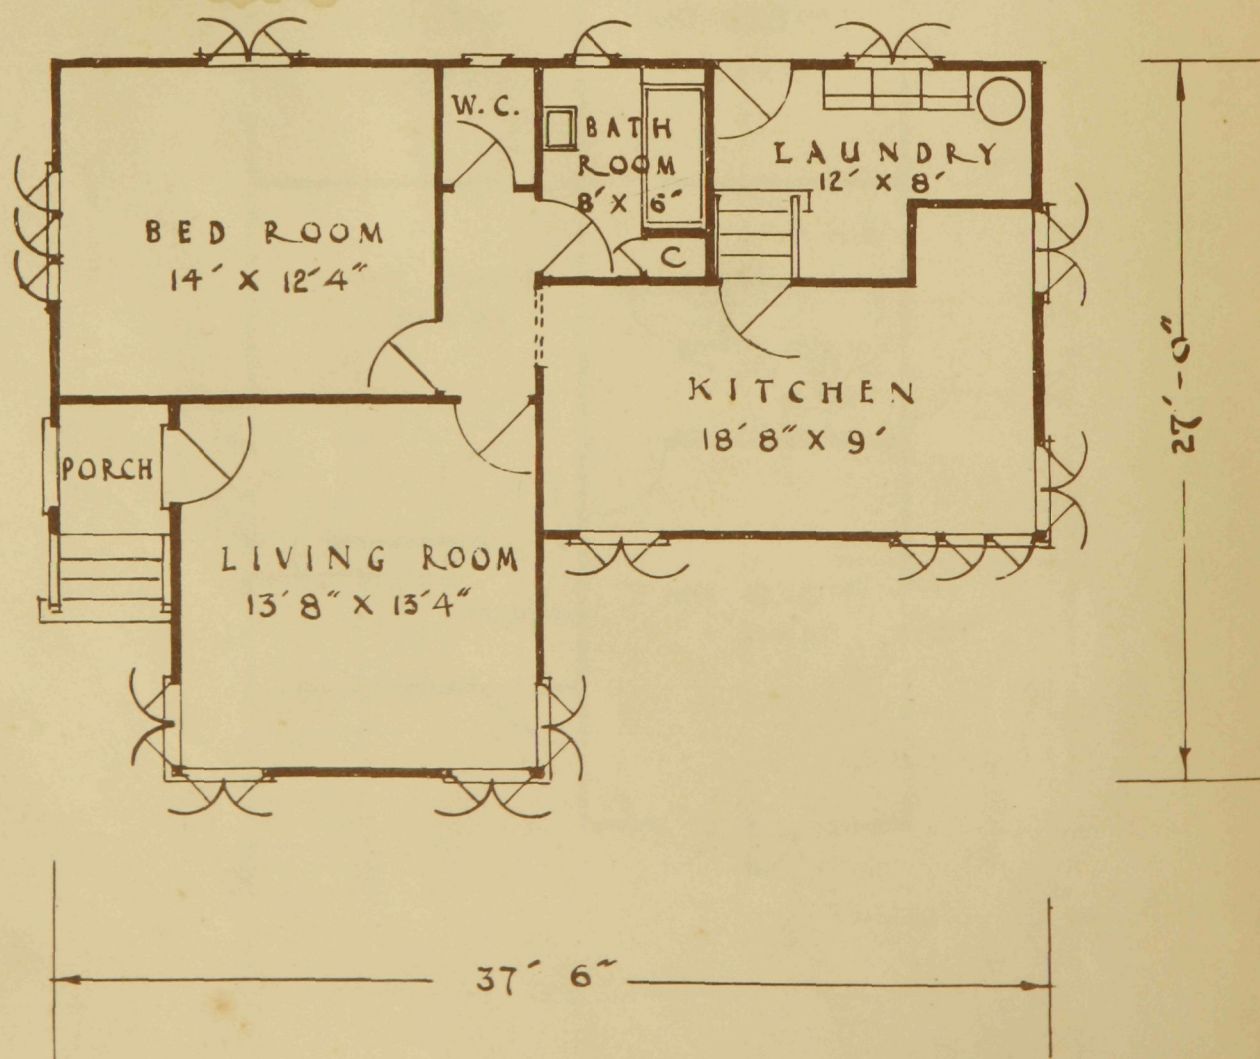 W.C.
BATH
ROOM
8' X 6"
LAUNDRY
12' X 8'
BED ROOM
14' X 12'4"
C
KITCHEN
18'8" X 9'
PORCH
LIVING ROOM
13'8" X 13'4"
27'-0"
37' 6"